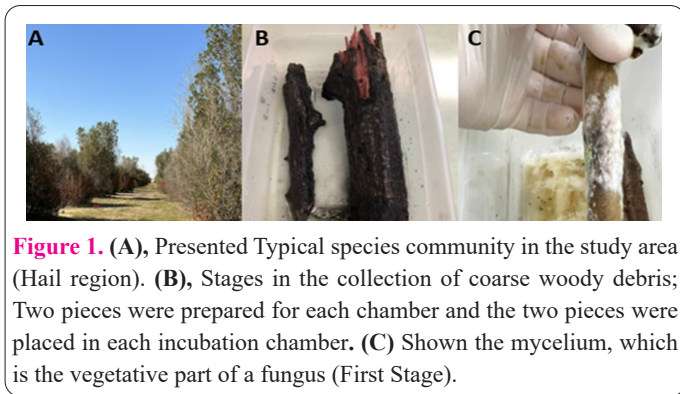 A B C
Figure 1. (A), Presented Typical species community in the study area
(Hail region). (B), Stages in the collection of coarse woody debris;
Two pieces were prepared for each chamber and the two pieces were
placed in each incubation chamber. (C) Shown the mycelium, which
is the vegetative part of a fungus (First Stage).